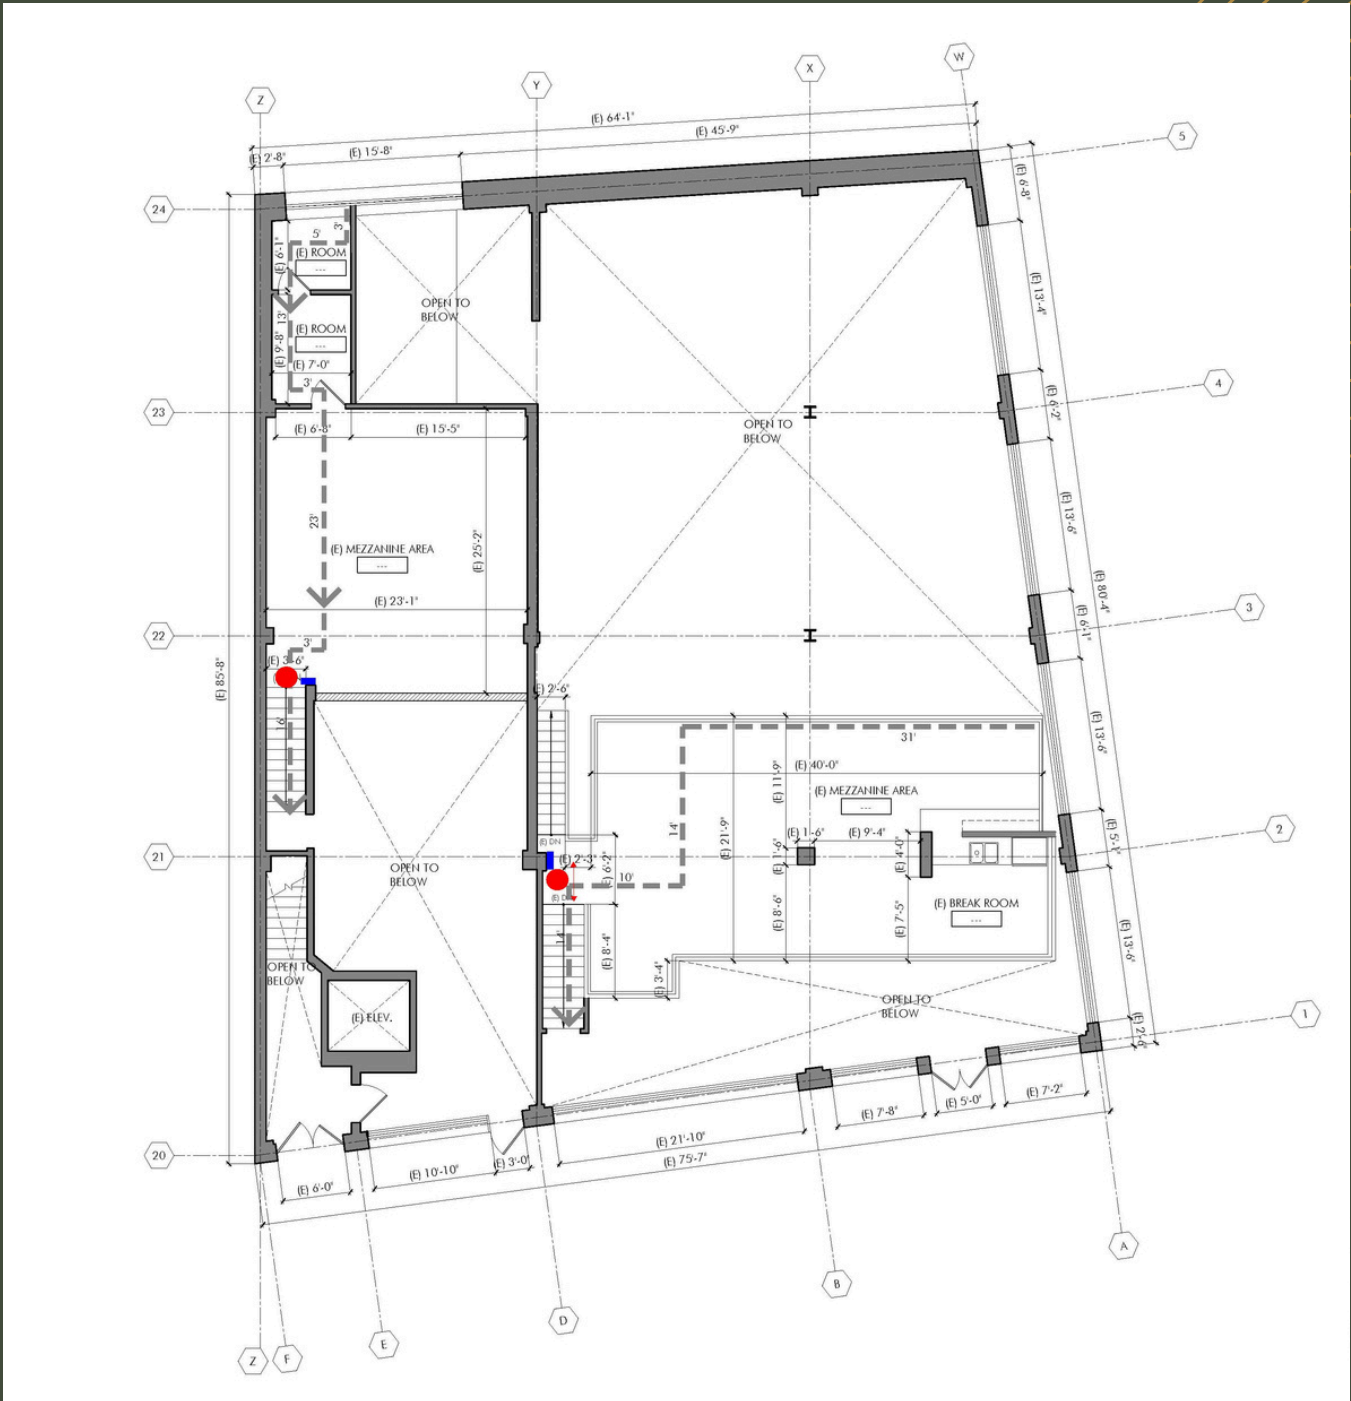 W
X
Y
Z
5
(E) 64'-1"
(E) 45'-9"
(E) 15'-8"
(E) 2'-8"
(E) 6'-8"
24
3'
5'
(E) 6'-1"
(E) ROOM
---
(E) 13'-4"
OPEN TO
BELOW
13'
(E) ROOM
---
(E) 9'-8"
(E) 7'-0"
3'
4
23
(E) 6'-2"
(E) 6'-8"
(E) 15'-5"
OPEN TO
BELOW
23'
(E) 13'-6"
(E) MEZZANINE AREA
---
(E) 25'-2"
(E) 80'-4"
(E) 23'-1"
3
22
(E) 6'-1"
3'
(E) 3'-6"
(E) 85'-8"
(E) 2'-6"
16'
31'
(E) 13'-6"
(E) 40'-0"
(E) 11'-9"
(E) MEZZANINE AREA
---
14'
(E) 21'-9"
(E) 1'-6"
(E) 9'-4"
2
(E) DN
(E) 5'-1"
21
(E) 2'-3"
(E) 6'-2"
(E) 1'-6"
(E) 4'-0"
OPEN TO
BELOW
10'
(E) BREAK ROOM
---
(E) 8'-6"
(E) 7'-5"
14'
(E) 8'-4"
(E) 13'-6"
OPEN TO
BELOW
(E) 3'-4"
OPEN TO
BELOW
(E) ELEV.
1
(E) 2'-6"
(E) 7'-2"
(E) 5'-0"
(E) 7'-8"
(E) 21'-10"
20
(E) 75'-7"
(E) 3'-0"
(E) 10'-10"
(E) 6'-0"
A
B
D
E
F
Z